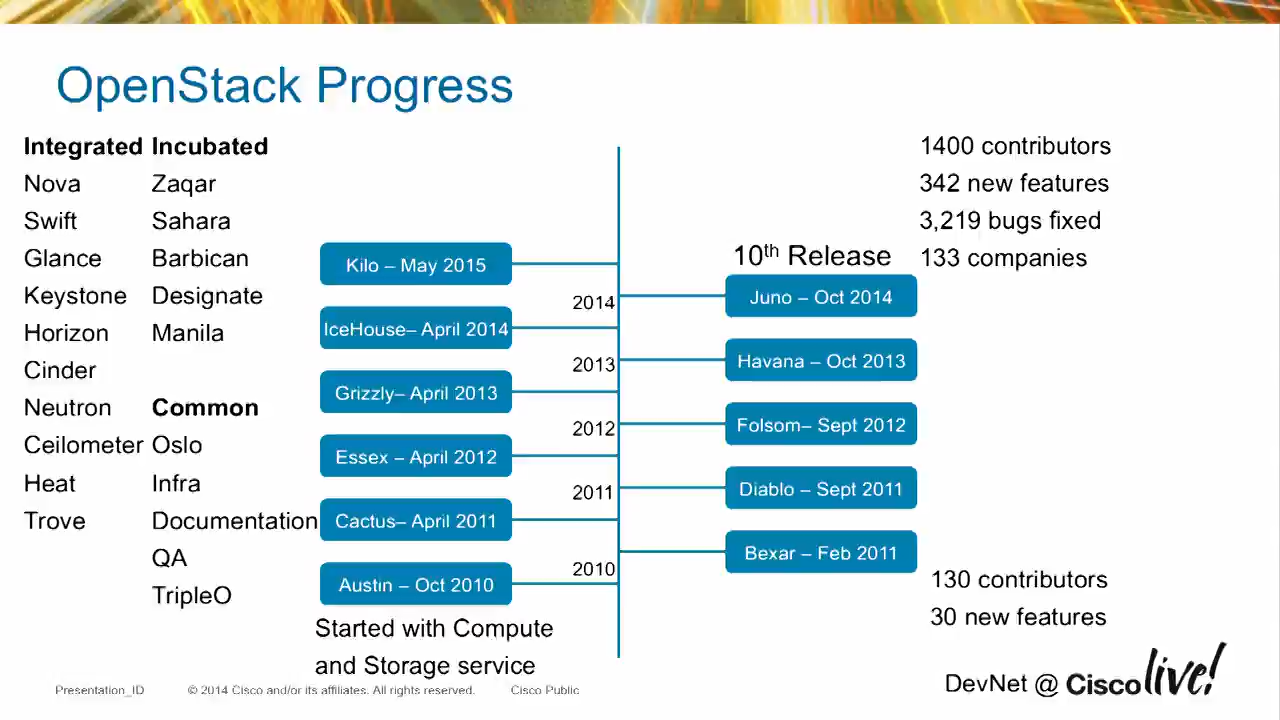 OpenStack Progress
Integrated
Nova
Swift
Glance
Keystone
Horizon
Cinder
Neutron
Ceilometer
Heat
Trove
Incubated
Zaqar
Sahara
Barbican
Designate
Manila
Common
Oslo
Infra
Documentation
QA
TripleO
Kilo – May 2015
IceHouse– April 2014
Grizzly– April 2013
Essex – April 2012
Cactus– April 2011
Austin – Oct 2010
Started with Compute
and Storage service
2014
2013
2012
2011
2010
10th Release
Juno – Oct 2014
Havana – Oct 2013
Folsom– Sept 2012
Diablo – Sept 2011
Bexar – Feb 2011
1400 contributors
342 new features
3,219 bugs fixed
133 companies
130 contributors
30 new features
Presentation_ID
© 2014 Cisco and/or its affiliates. All rights reserved.
Cisco Public
DevNet @ Cisco live!